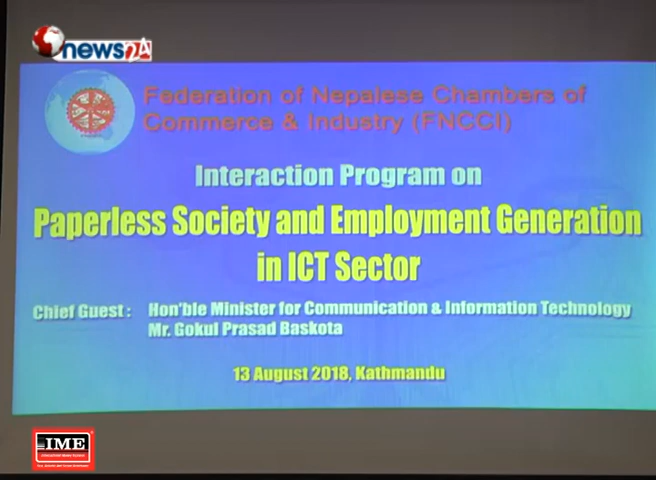 news24
Federation of Nepalese Chambers of
Commerce & Industry (FNCCI)
Interaction Program on
Paperless Society and Employment Generation
in ICT Sector
Chief Guest : Hon'ble Minister for Communication & Information Technology
Mr. Gokul Prasad Baskota
13 August 2018, Kathmandu
IME